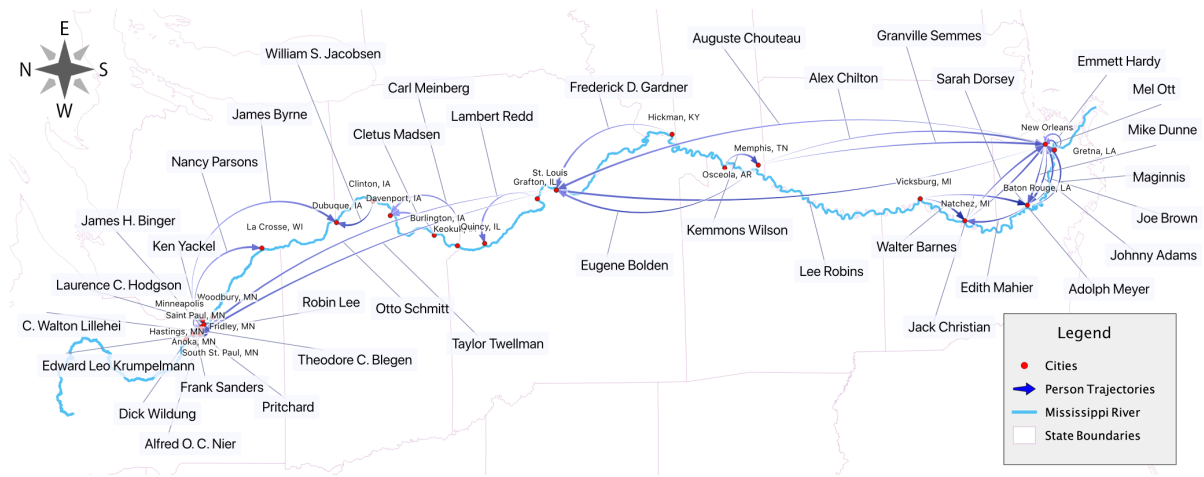 E
N
S
W
William S. Jacobsen
Auguste Chouteau
Granville Semmes
Emmett Hardy
Carl Meinberg
Frederick D. Gardner
Alex Chilton
Sarah Dorsey
Mel Ott
James Byrne
Cletus Madsen
Lambert Redd
Hickman, KY
New Orleans
Mike Dunne
Nancy Parsons
Memphis, TN
Gretna, LA
St. Louis
Osceola, AR
Maginnis
Clinton, IA
Grafton, IL
Vicksburg, MI
Baton Rouge, LA
Davenport, IA
Dubuque, IA
Natchez, MI
James H. Binger
La Crosse, WI
Burlington, IA
Quincy, IL
Kemmons Wilson
Joe Brown
Ken Yackel
Walter Barnes
Johnny Adams
Eugene Bolden
Lee Robins
Laurence C. Hodgson
Edith Mahier
Adolph Meyer
Woodbury, MN
Minneapolis
Robin Lee
Otto Schmitt
Saint Paul, MN
C. Walton Lillehei
Fridley, MN
Jack Christian
Hastings, MN
Anoka, MN
Taylor Twellman
South St. Paul, MN
Theodore C. Blegen
Edward Leo Krumpelmann
Frank Sanders
Pritchard
Dick Wildung
Alfred O. C. Nier
Legend
Cities
Person Trajectories
Mississippi River
State Boundaries